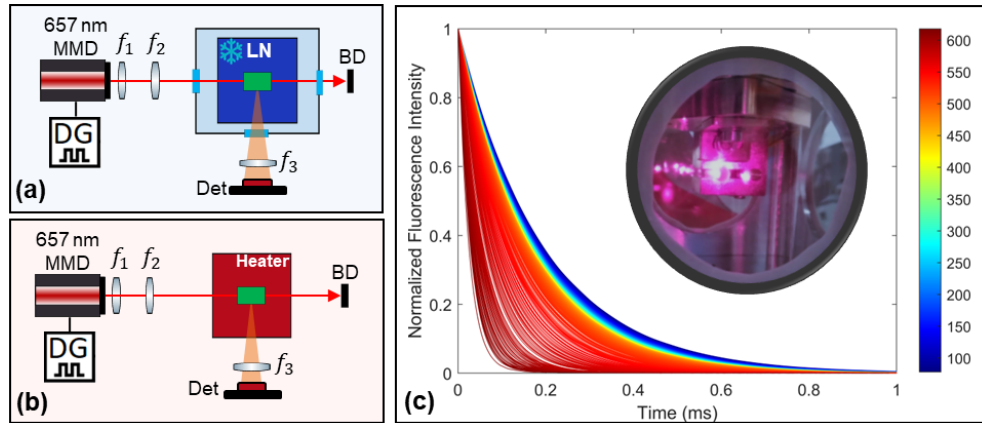 657 nm
MMD
f₁
f₂
LN
BD
DG
f₃
Det
(a)
657 nm
MMD
f₁
f₂
Heater
BD
DG
f₃
Det
(b)
Normalized Fluorescence Intensity
1
0.8
0.6
0.4
0.2
0
0
0.2
0.4
0.6
0.8
1
Time (ms)
(c)
600
550
500
450
400
350
300
250
200
150
100